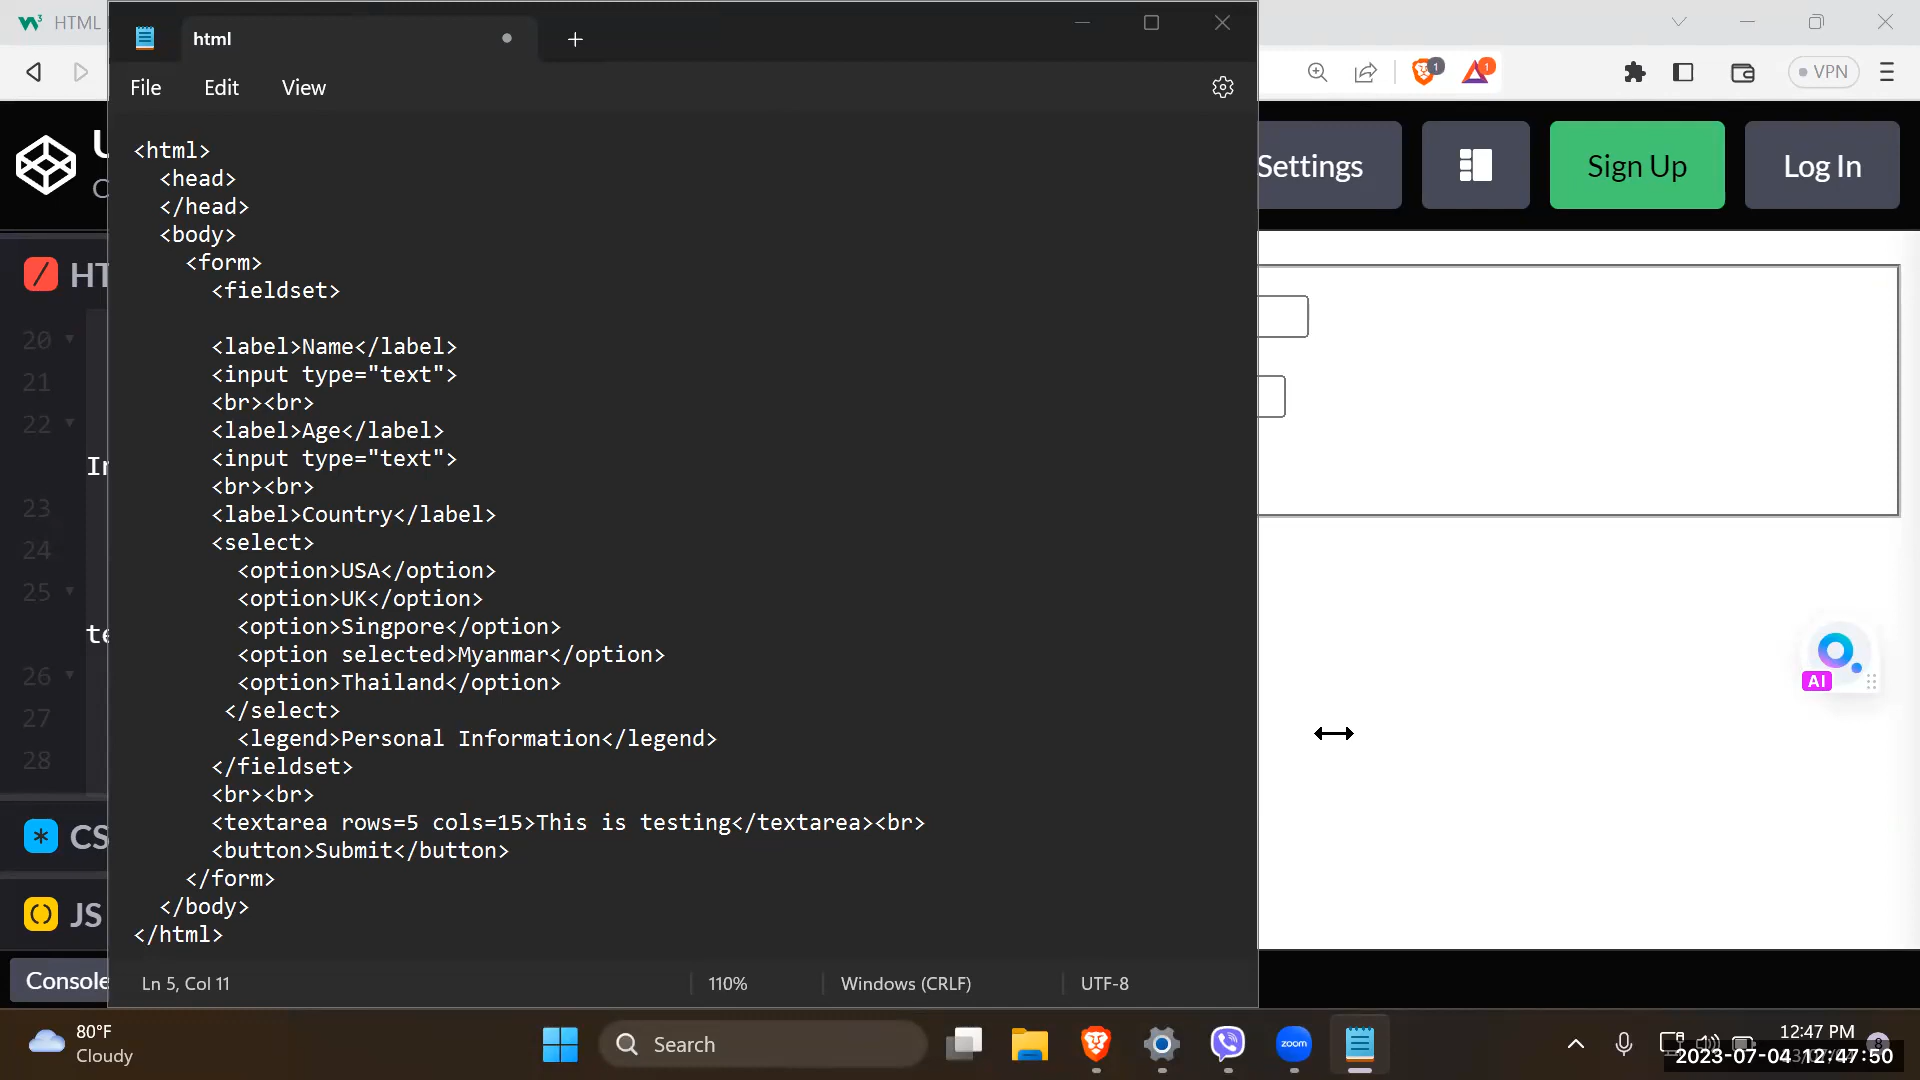 HTML
html
File Edit View
VPN
Settings
Sign Up
Log In
<html>
<head>
</head>
<body>
<form>
<fieldset>
<label>Name</label>
<input type="text">
<br><br>
<label>Age</label>
<input type="text">
<br><br>
<label>Country</label>
<select>
<option>USA</option>
<option>UK</option>
<option>Singpore</option>
<option selected>Myanmar</option>
<option>Thailand</option>
</select>
<legend>Personal Information</legend>
</fieldset>
<br><br>
<textarea rows=5 cols=15>This is testing</textarea><br>
<button>Submit</button>
</form>
</body>
</html>
HT
20
21
22
In
23
24
25
te
26
27
28
CS
JS
Console
AI
Ln 5, Col 11
110%
Windows (CRLF)
UTF-8
80°F
Cloudy
Search
zoom
12:47 PM
2023-07-04 12:47:50